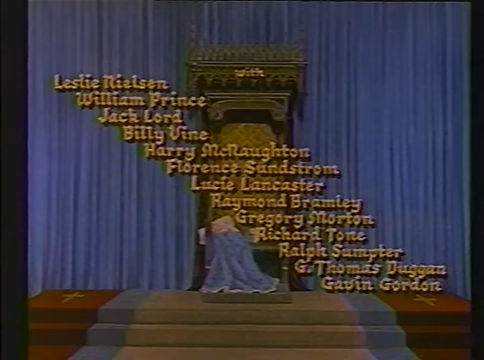 with
Leslie Nielsen
William Prince
Jack Lord
Billy Vine
Harry McNaughton
Florence Sundstrom
Lucie Lancaster
Raymond Bramley
Gregory Morton
Richard Tone
Ralph Sumpter
G. Thomas Duggan
Gavin Gordon